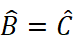 B̂ = Ĉ